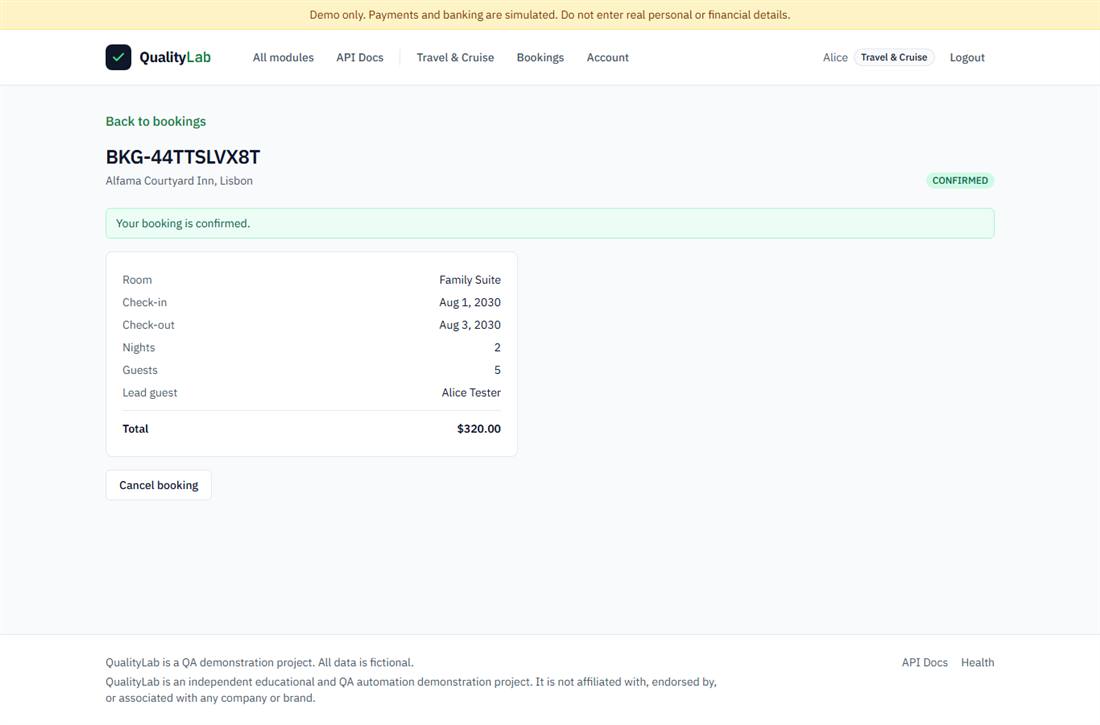 Demo only. Payments and banking are simulated. Do not enter real personal or financial details.
QualityLab All modules API Docs Travel & Cruise Bookings Account Alice Travel & Cruise Logout
Back to bookings
BKG-44TTSLVX8T
Alfama Courtyard Inn, Lisbon CONFIRMED
Your booking is confirmed.
Room Family Suite
Check-in Aug 1, 2030
Check-out Aug 3, 2030
Nights 2
Guests 5
Lead guest Alice Tester
Total $320.00
Cancel booking
QualityLab is a QA demonstration project. All data is fictional. API Docs Health
QualityLab is an independent educational and QA automation demonstration project. It is not affiliated with, endorsed by,
or associated with any company or brand.